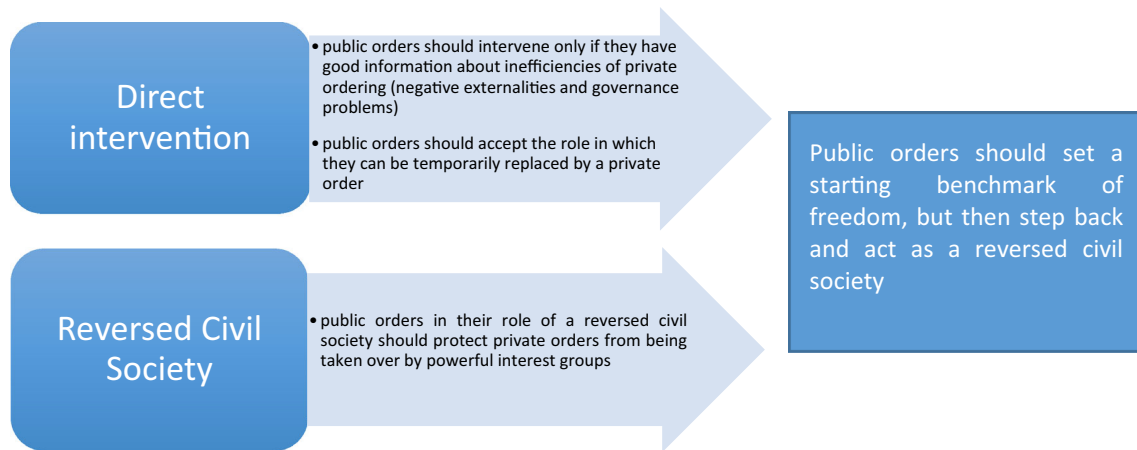 Direct
intervention
• public orders should intervene only if they have
good information about inefficiencies of private
ordering (negative externalities and governance
problems)
• public orders should accept the role in which
they can be temporarily replaced by a private
order
Reversed Civil
Society
• public orders in their role of a reversed civil
society should protect private orders from being
taken over by powerful interest groups
Public orders should set a
starting benchmark of
freedom, but then step back
and act as a reversed civil
society